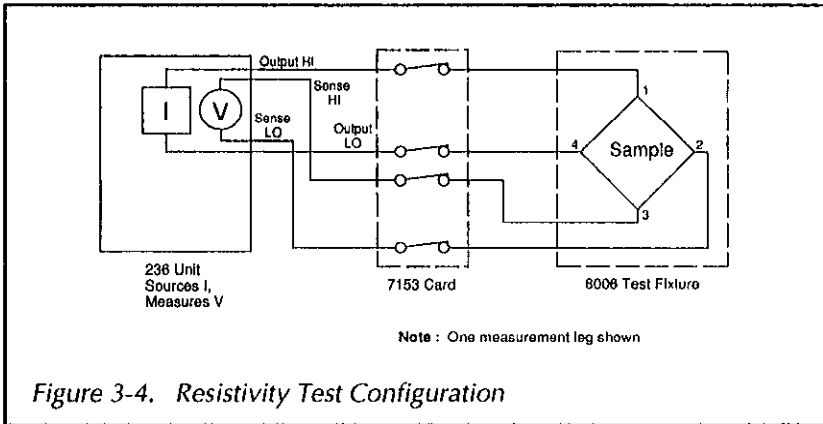 Output HI
Sense
HI
I
V
Sense
LO
Output
LO
1
4
Sample
2
3
236 Unit
Sources I,
Measures V
7153 Card
8006 Test Fixture
Note : One measurement leg shown
Figure 3-4. Resistivity Test Configuration